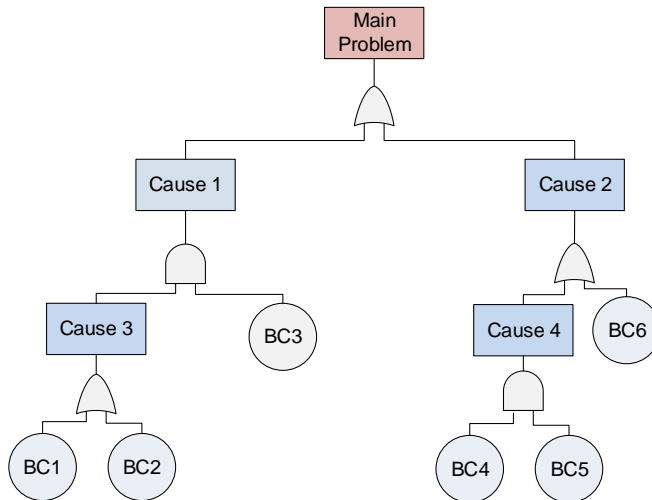 Main
Problem
Cause 1
Cause 2
Cause 3
BC3
Cause 4
BC6
BC1
BC2
BC4
BC5